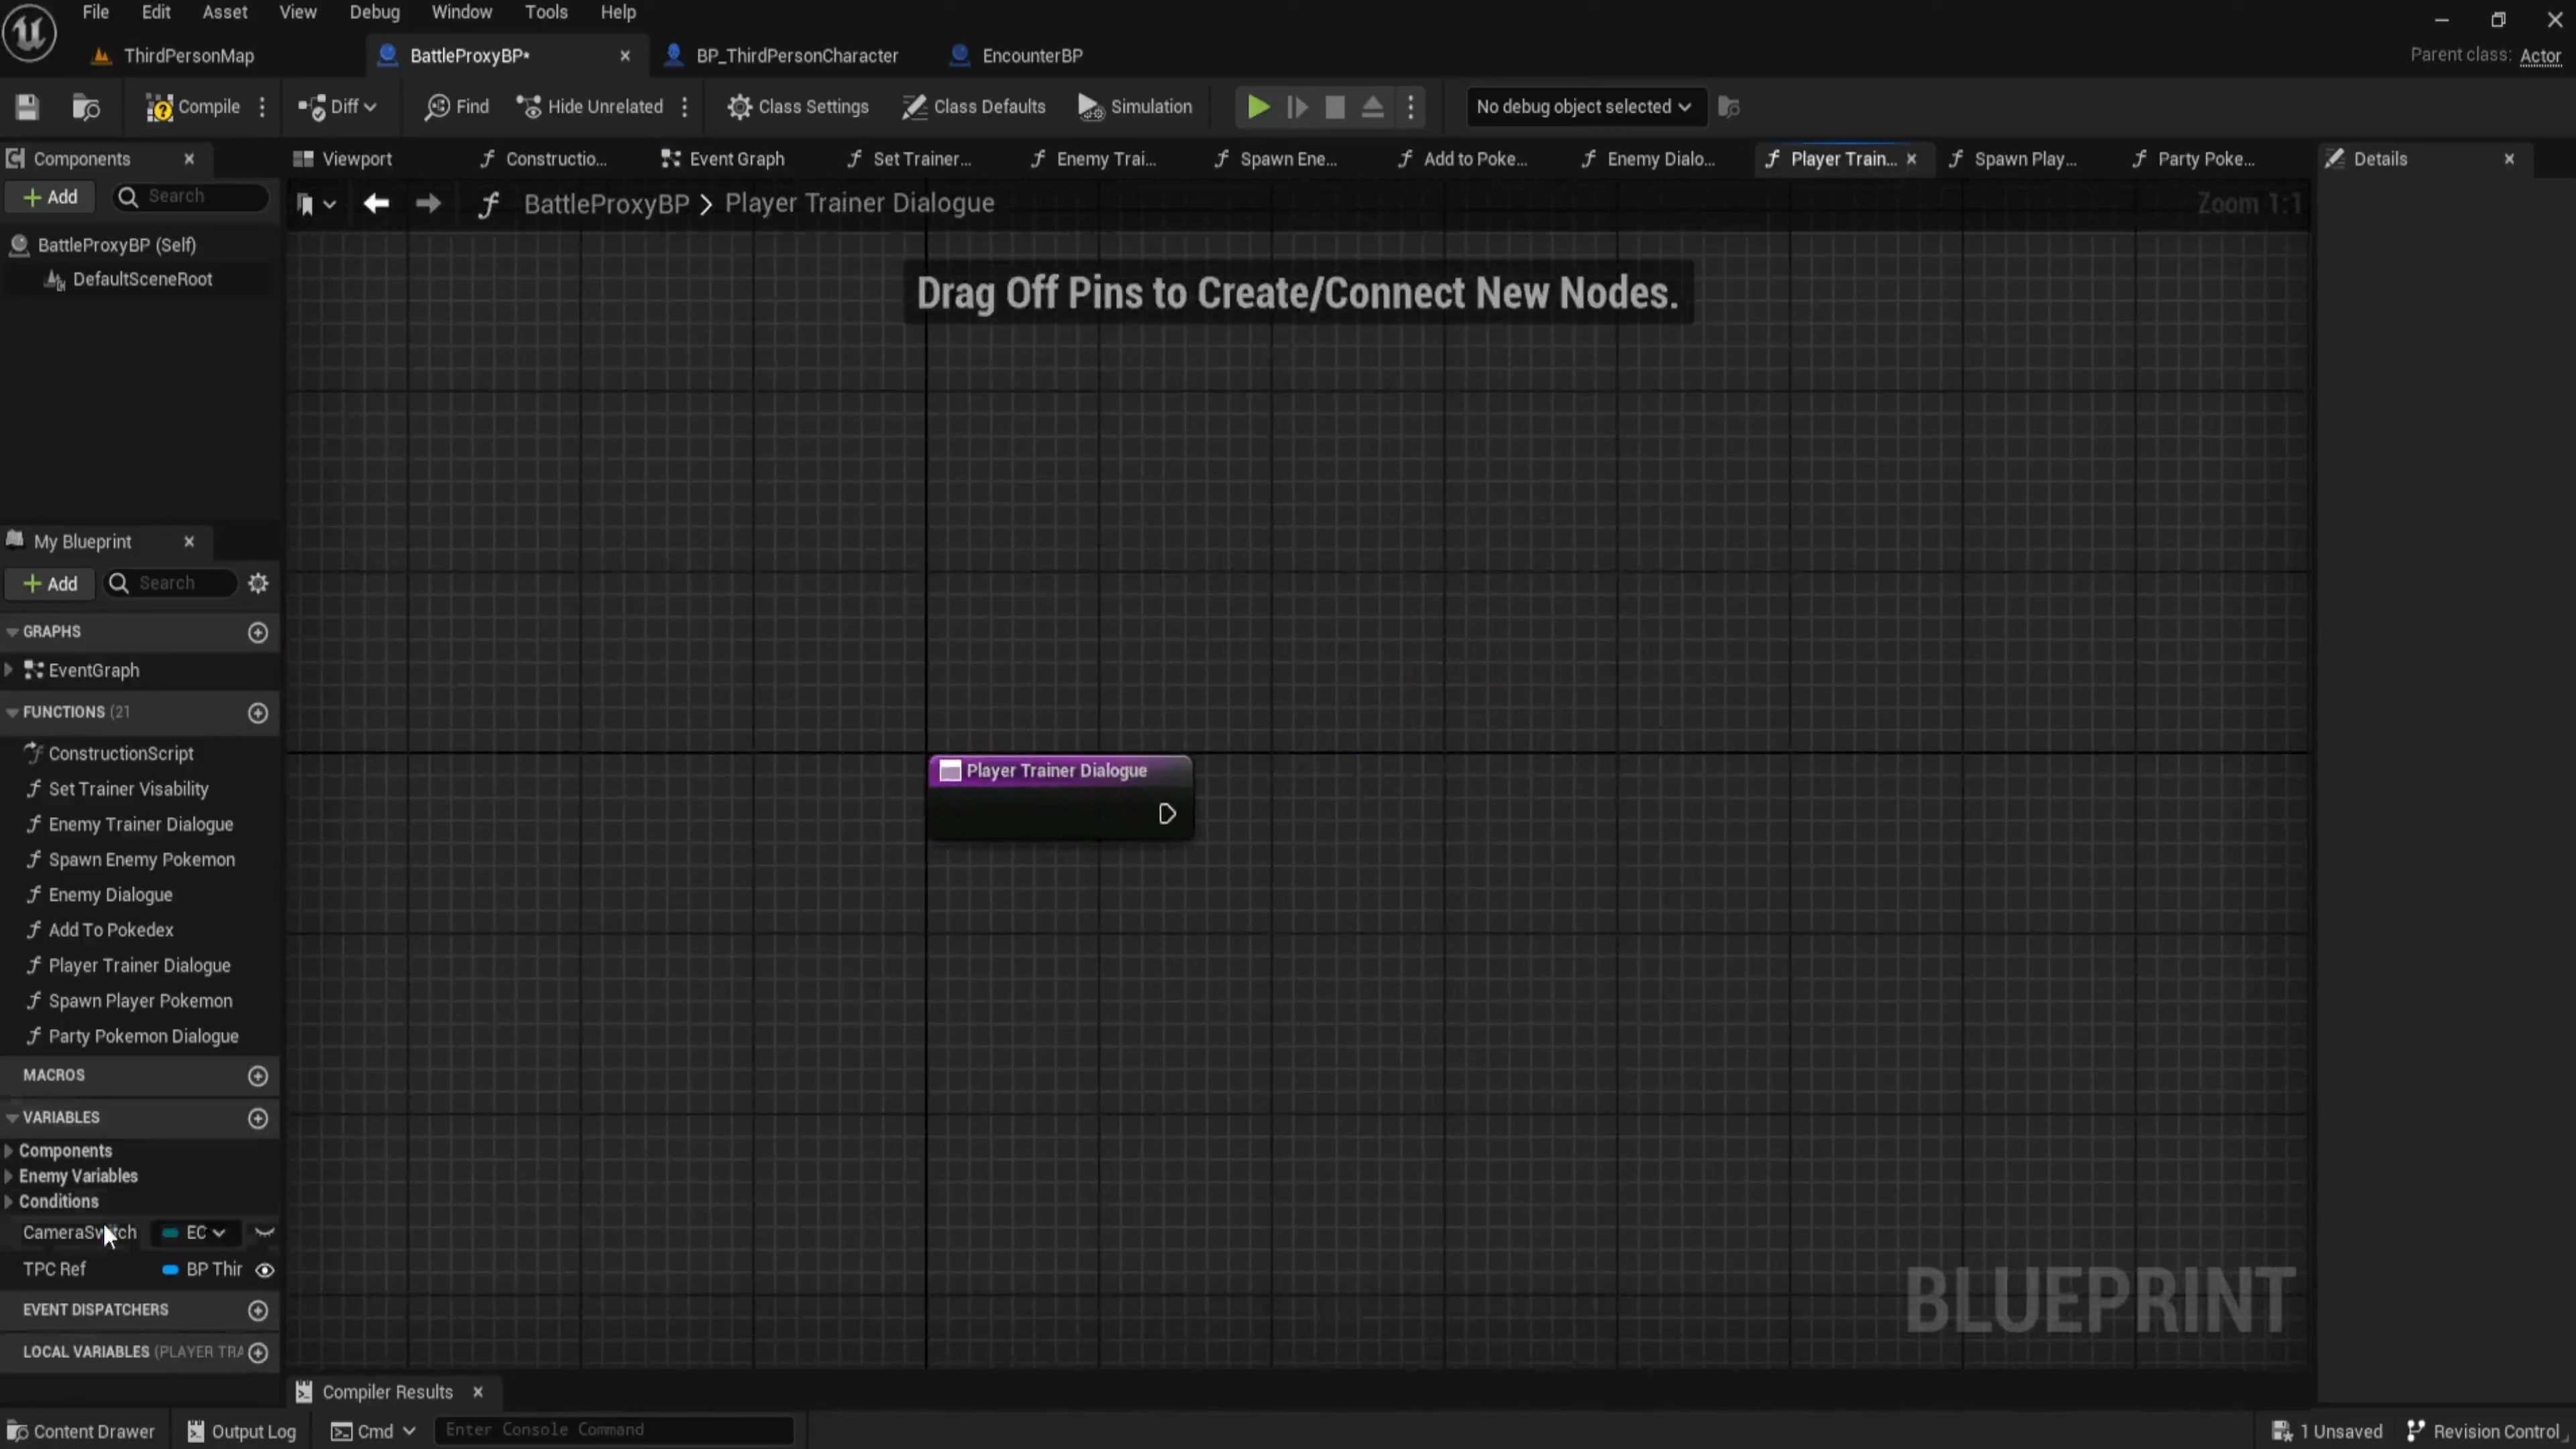 File Edit Asset View Debug Window Tools Help
ThirdPersonMap BattleProxyBP* BP_ThirdPersonCharacter EncounterBP Parent class: Actor
Compile Diff Find Hide Unrelated Class Settings Class Defaults Simulation No debug object selected
Components Viewport Constructio... Event Graph Set Trainer... Enemy Trai... Spawn Ene... Add to Poke... Enemy Dialo... Player Train... Spawn Play... Party Poke... Details
Add Search BattleProxyBP > Player Trainer Dialogue Zoom 1:1
BattleProxyBP (Self)
DefaultSceneRoot
Drag Off Pins to Create/Connect New Nodes.
My Blueprint
Add Search
GRAPHS
EventGraph
FUNCTIONS (21
ConstructionScript
Set Trainer Visability
Enemy Trainer Dialogue
Spawn Enemy Pokemon
Enemy Dialogue
Add To Pokedex
Player Trainer Dialogue
Spawn Player Pokemon
Party Pokemon Dialogue
Player Trainer Dialogue
MACROS
VARIABLES
Components
Enemy Variables
Conditions
EC
TPC Ref BP Thir
EVENT DISPATCHERS
LOCAL VARIABLES (PLAYER TRA
BLUEPRINT
Compiler Results
Content Drawer Output Log Cmd Enter Console Command 1 Unsaved Revision Control